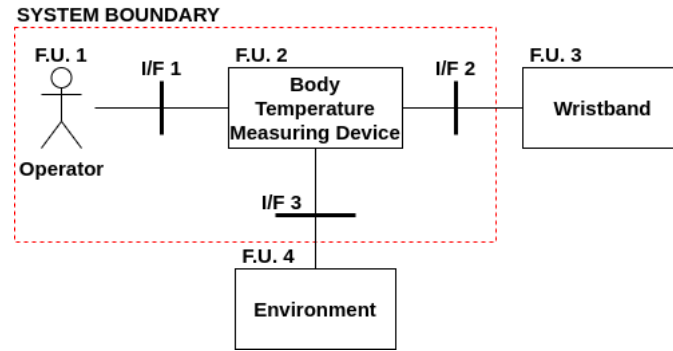 SYSTEM BOUNDARY
F.U. 1
I/F 1
F.U. 2
I/F 2
F.U. 3
Body
Temperature
Measuring Device
Wristband
Operator
I/F 3
F.U. 4
Environment